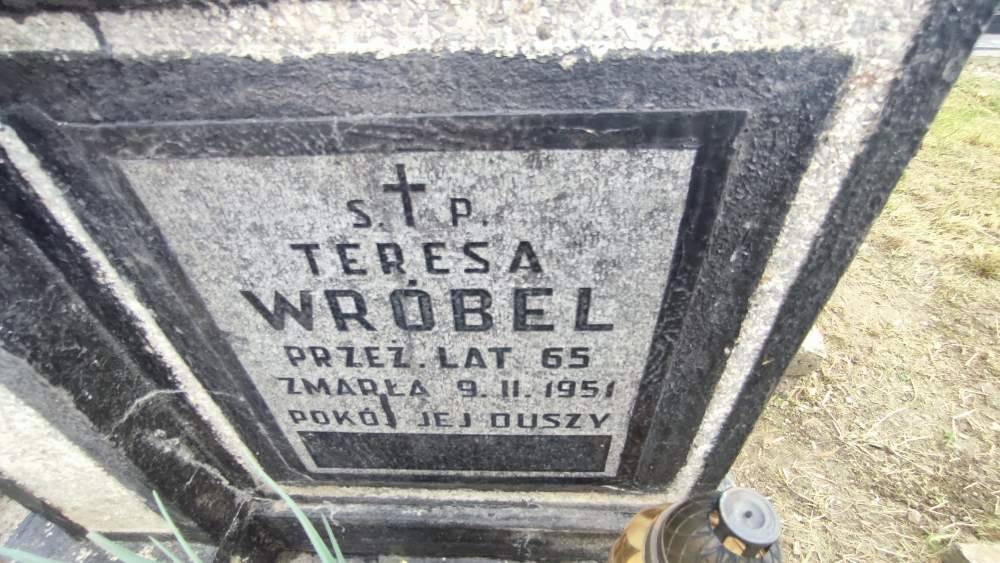 S. P.
TERESA
WRÓBEL
PRZEŻ. LAT 65
ZMARŁA 9. II. 1951
POKÓJ JEJ DUSZY